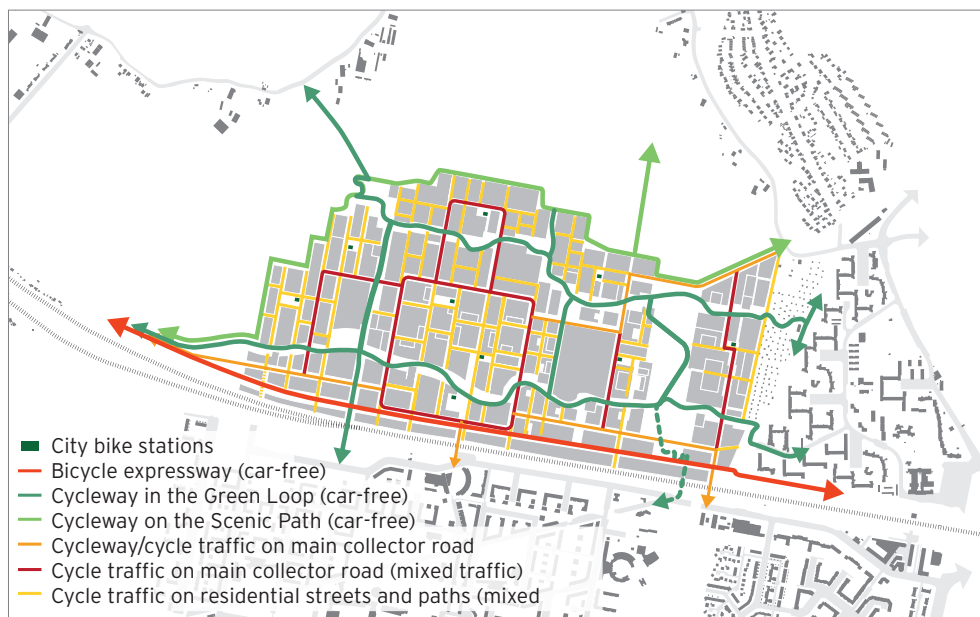 City bike stations
Bicycle expressway (car-free)
Cycleway in the Green Loop (car-free)
Cycleway on the Scenic Path (car-free)
Cycleway/cycle traffic on main collector road
Cycle traffic on main collector road (mixed traffic)
Cycle traffic on residential streets and paths (mixed